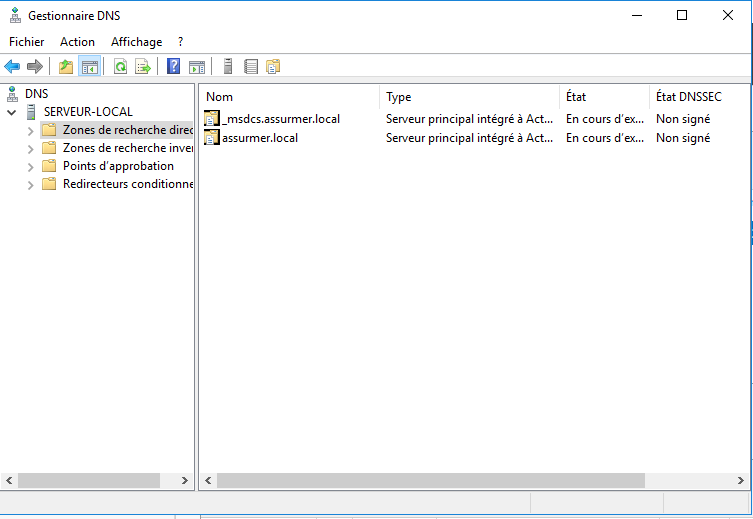 Gestionnaire DNS
Fichier Action Affichage ?
DNS
SERVEUR-LOCAL
Zones de recherche direc
Zones de recherche inver
Points d'approbation
Redirecteurs conditionne
Nom Type État État DNSSEC
_msdcs.assurmer.local Serveur principal intégré à Act... En cours d'ex... Non signé
assurmer.local Serveur principal intégré à Act... En cours d'ex... Non signé